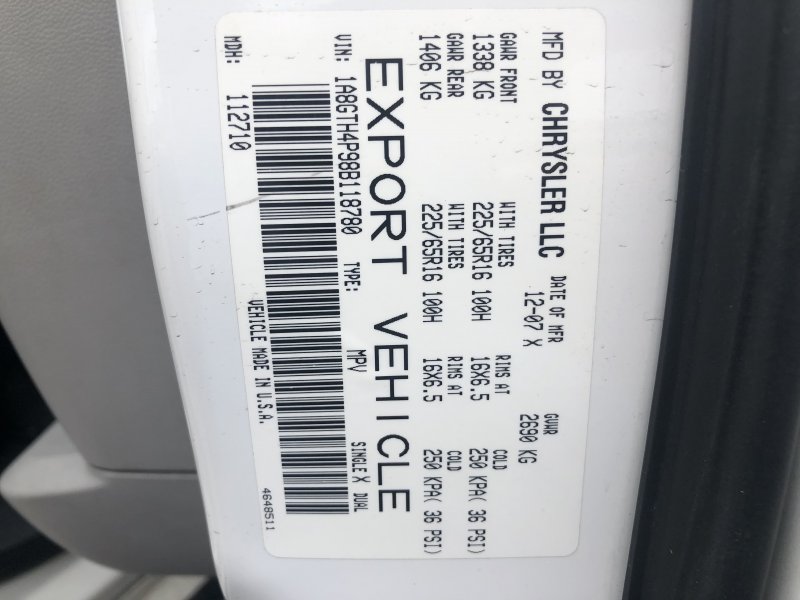 MFD BY CHRYSLER LLC DATE OF MFR GVWR
12-07 X 2690 KG
GAWR FRONT WITH TIRES RIMS AT COLD
1338 KG 225/65R16 100H 16X6.5 250 KPA( 36 PSI)
GAWR REAR WITH TIRES RIMS AT COLD
1406 KG 225/65R16 100H 16X6.5 250 KPA( 36 PSI)
EXPORT VEHICLE
VIN: 1A8GTH4P98B118780 TYPE: MPV SINGLE X DUAL
MDH: 112710 VEHICLE MADE IN U.S.A. 4648511